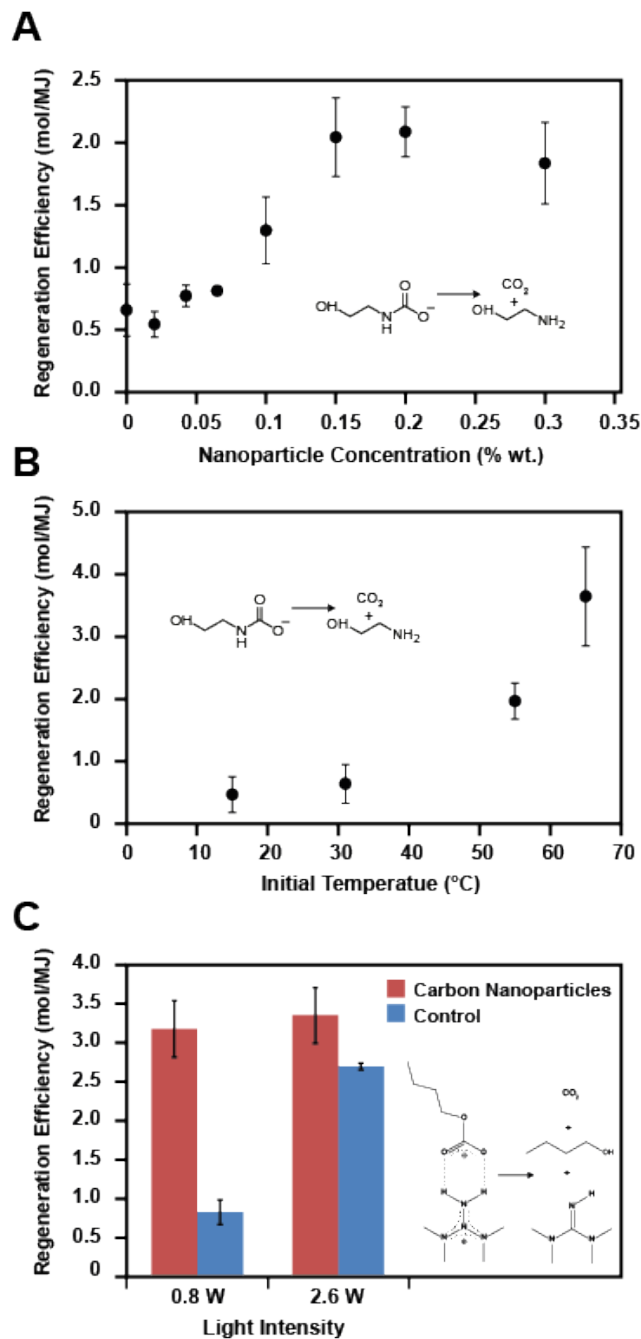 A
Regeneration Efficiency (mol/MJ)
2.5
2.0
1.5
1.0
0.5
0.0
0 0.05 0.1 0.15 0.2 0.25 0.3 0.35
Nanoparticle Concentration (% wt.)
HO N H O O − CO2 + HO NH2
B
Regeneration Efficiency (mol/MJ)
5.0
4.0
3.0
2.0
1.0
0
0 10 20 30 40 50 60 70
Initial Temperatue (°C)
OH N H O O − CO2 + OH NH2
C
Regeneration Efficiency (mol/MJ)
4.0
3.5
3.0
2.5
2.0
1.5
1.0
0.5
0
Carbon Nanoparticles
Control
O
O O
H H
N
N N N
CO2
+
OH
+
N H
N N
0.8 W 2.6 W
Light Intensity